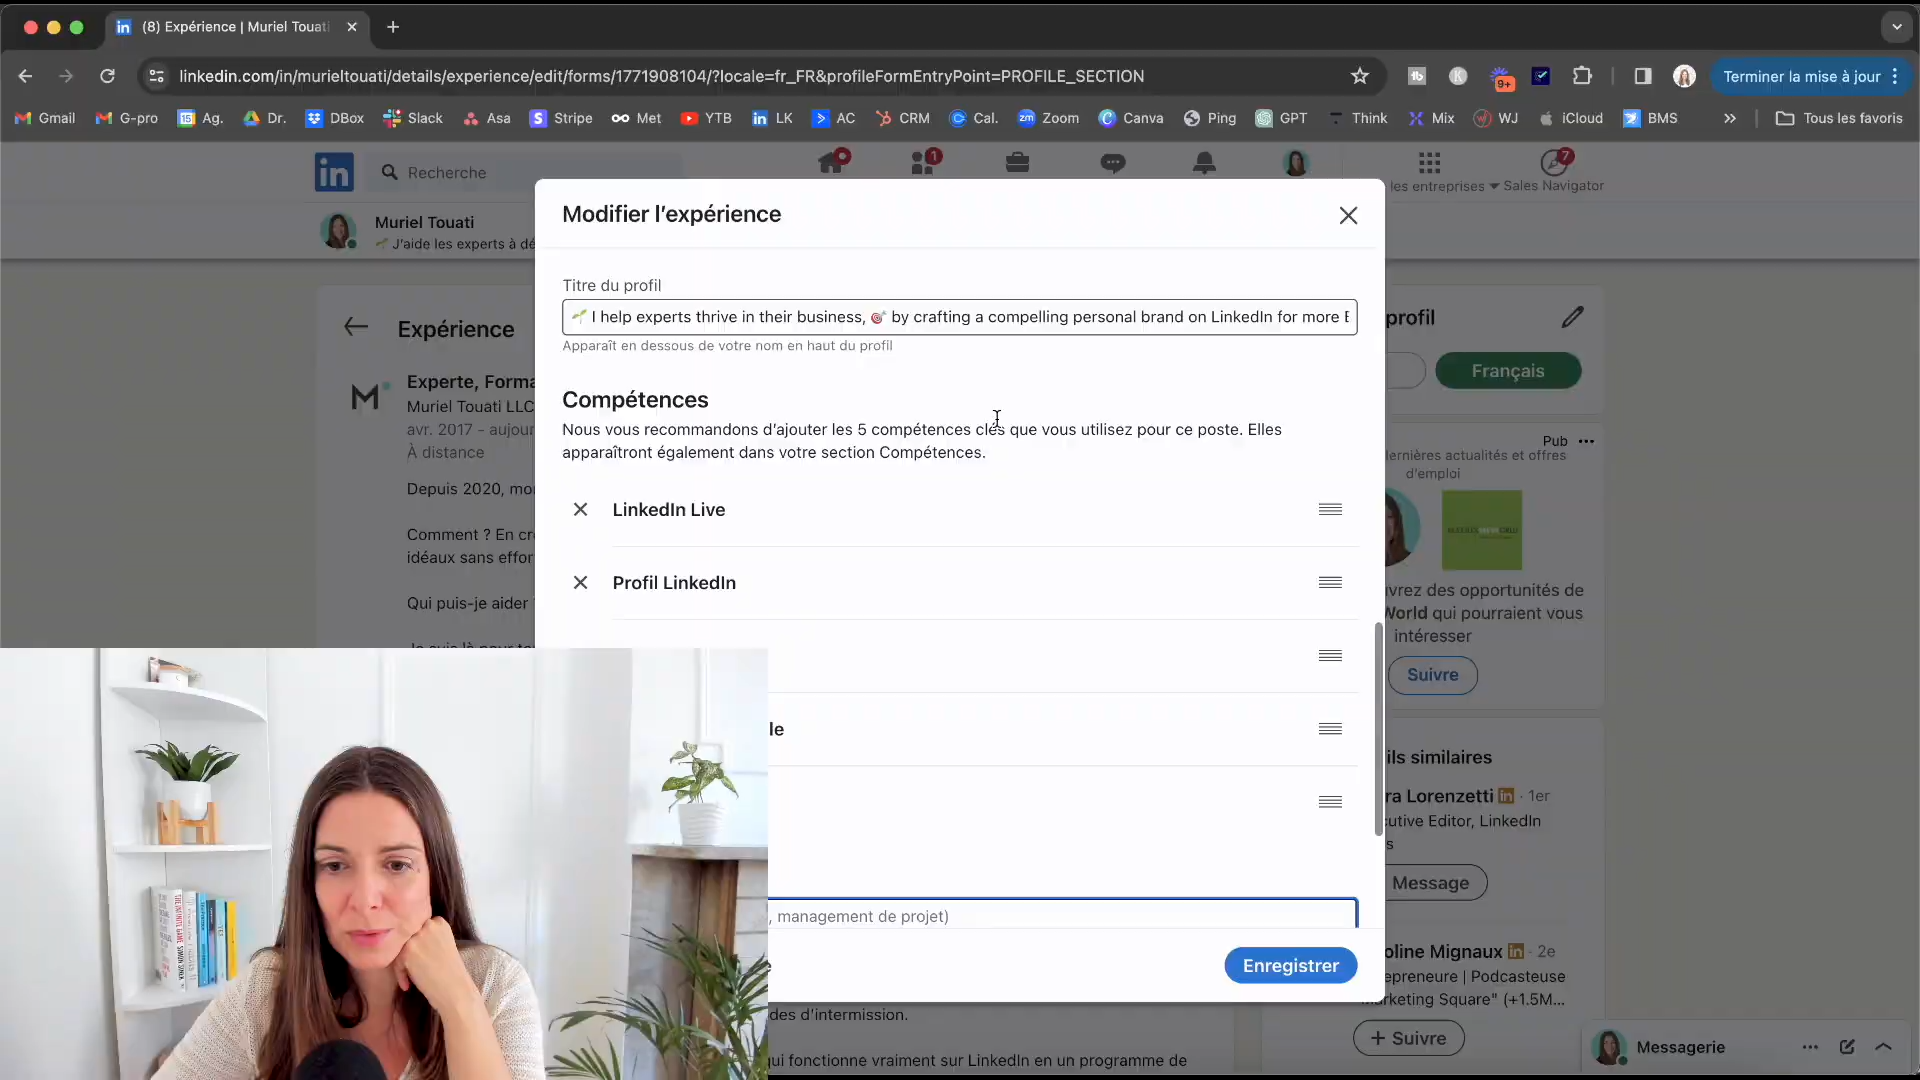 (8) Expérience | Muriel Touati
linkedin.com/in/murieltouati/details/experience/edit/forms/1771908104/?locale=fr_FR&profileFormEntryPoint=PROFILE_SECTION
9+
Terminer la mise à jour
Gmail
G-pro
Ag.
Dr.
DBox
Slack
Asa
Stripe
Met
YTB
LK
AC
CRM
Cal.
Zoom
Canva
Ping
GPT
Think
Mix
WJ
iCloud
BMS
Tous les favoris
Recherche
1
7
les entreprises
Sales Navigator
Muriel Touati
J'aide les experts à dé
Modifier l'expérience
Titre du profil
I help experts thrive in their business, 🎯 by crafting a compelling personal brand on LinkedIn for more
Apparaît en dessous de votre nom en haut du profil
Compétences
Nous vous recommandons d'ajouter les 5 compétences clés que vous utilisez pour ce poste. Elles
apparaîtront également dans votre section Compétences.
LinkedIn Live
Profil LinkedIn
le
, management de projet)
Enregistrer
Expérience
Experte, Forma
Muriel Touati LLC
avr. 2017 - aujour
À distance
Depuis 2020, mo
Comment ? En cr
idéaux sans effor
Qui puis-je aider
des d'intermission.
qui fonctionne vraiment sur LinkedIn en un programme de
profil
Français
Pub
dernières actualités et offres
d'emploi
vrez des opportunités de
World qui pourraient vous
intéresser
Suivre
ils similaires
ra Lorenzetti · 1er
cutive Editor, LinkedIn
s
Message
oline Mignaux · 2e
epreneure | Podcasteuse
arketing Square" (+1.5M...
+ Suivre
Messagerie